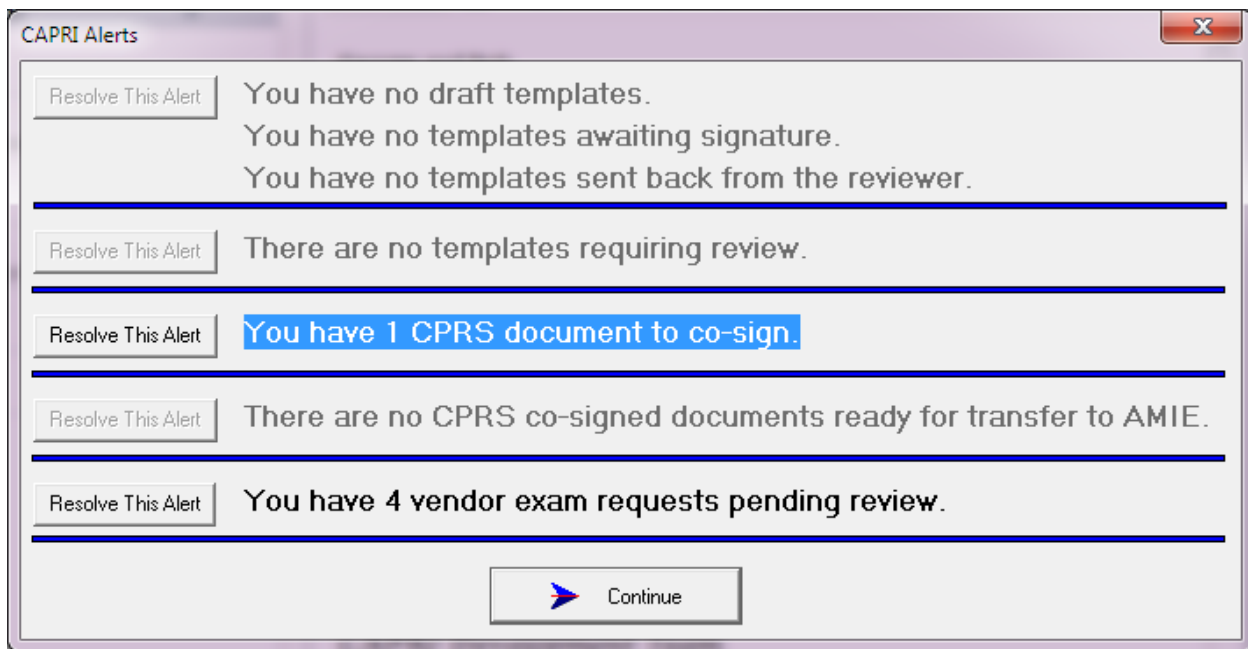 CAPRI Alerts
Resolve This Alert
You have no draft templates.
You have no templates awaiting signature.
You have no templates sent back from the reviewer.
Resolve This Alert
There are no templates requiring review.
Resolve This Alert
You have 1 CPRS document to co-sign.
Resolve This Alert
There are no CPRS co-signed documents ready for transfer to AMIE.
Resolve This Alert
You have 4 vendor exam requests pending review.
Continue